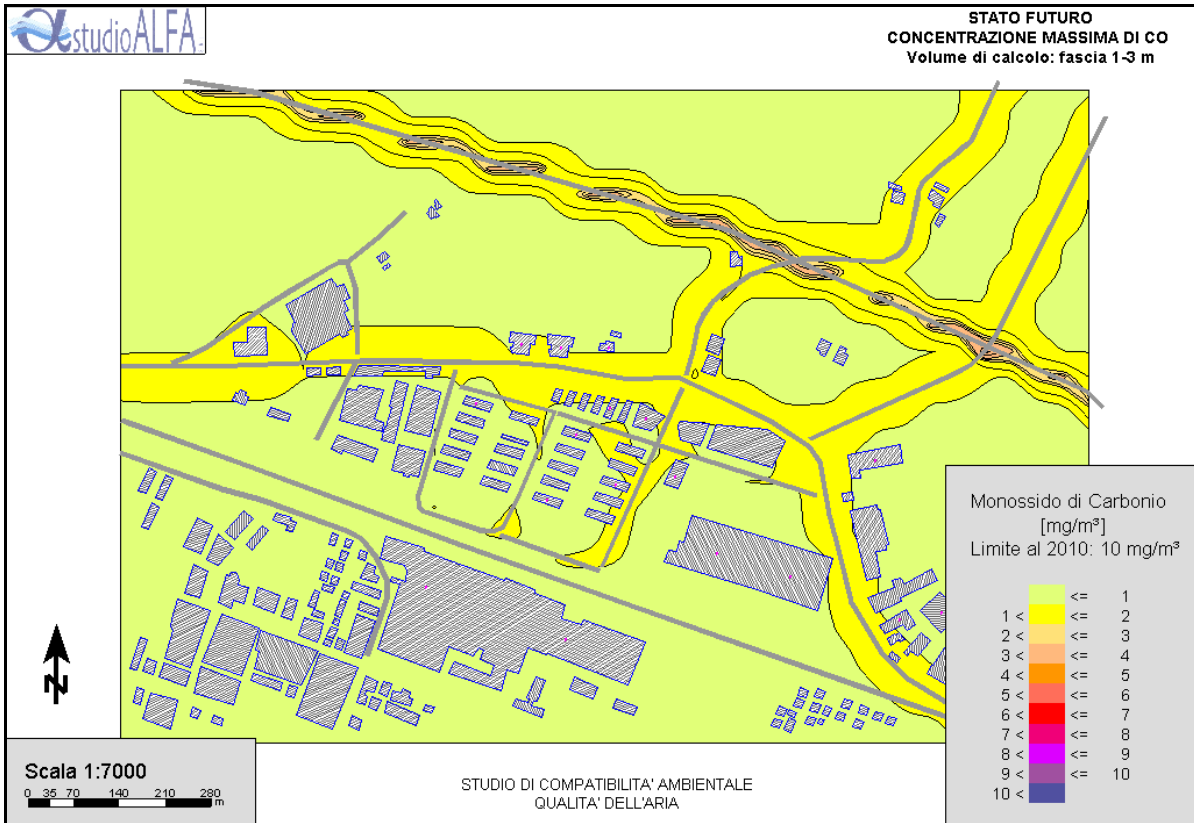 αstudioALFA
STATO FUTURO
CONCENTRAZIONE MASSIMA DI CO
Volume di calcolo: fascia 1-3 m
Monossido di Carbonio
[mg/m³]
Limite al 2010: 10 mg/m³
<= 1
1 < <= 2
2 < <= 3
3 < <= 4
4 < <= 5
5 < <= 6
6 < <= 7
7 < <= 8
8 < <= 9
9 < <= 10
10 <
N
Scala 1:7000
0 35 70 140 210 280
m
STUDIO DI COMPATIBILITA' AMBIENTALE
QUALITA' DELL'ARIA